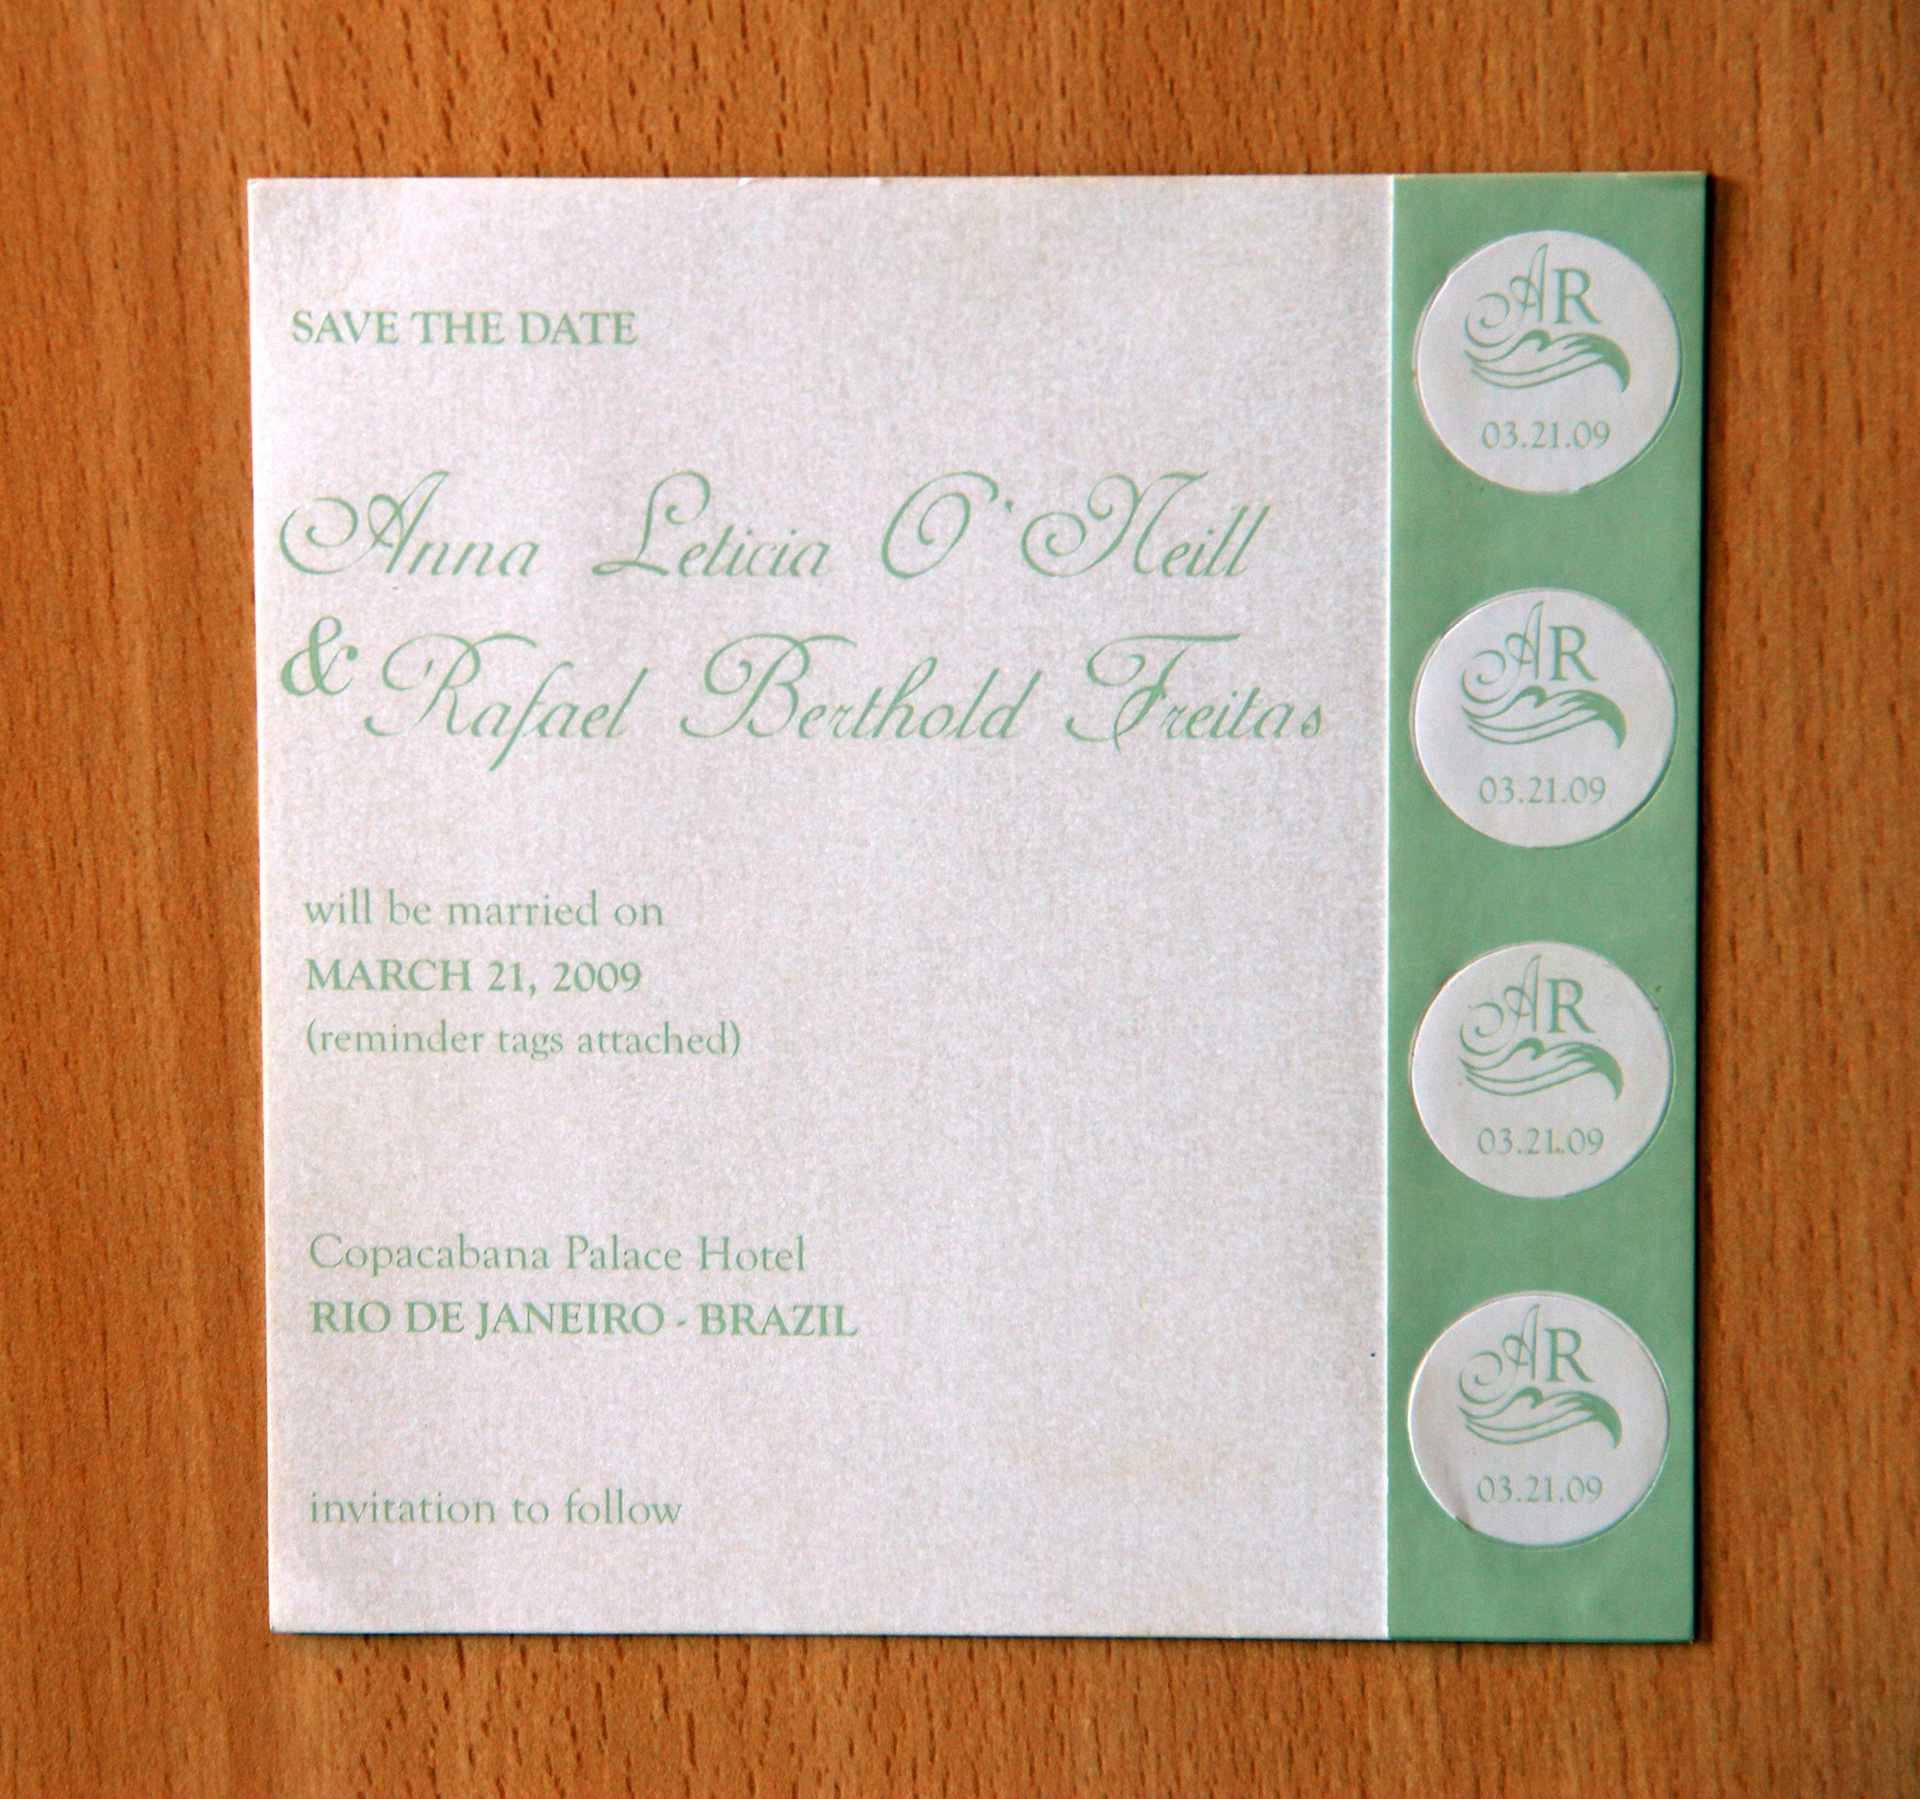 SAVE THE DATE
Anna Leticia O'Neill
& Rafael Berthold Freitas
will be married on
MARCH 21, 2009
(reminder tags attached)
Copacabana Palace Hotel
RIO DE JANEIRO - BRAZIL
invitation to follow
AR
03.21.09
AR
03.21.09
AR
03.21.09
AR
03.21.09